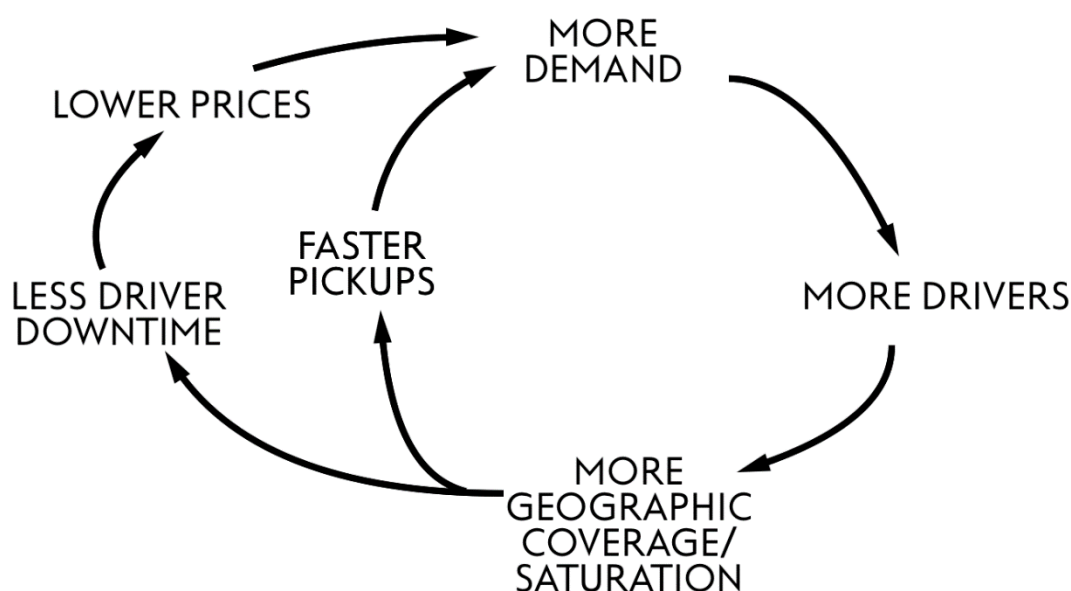 MORE
DEMAND
LOWER PRICES
FASTER
PICKUPS
LESS DRIVER
DOWNTIME
MORE DRIVERS
MORE
GEOGRAPHIC
COVERAGE/
SATURATION